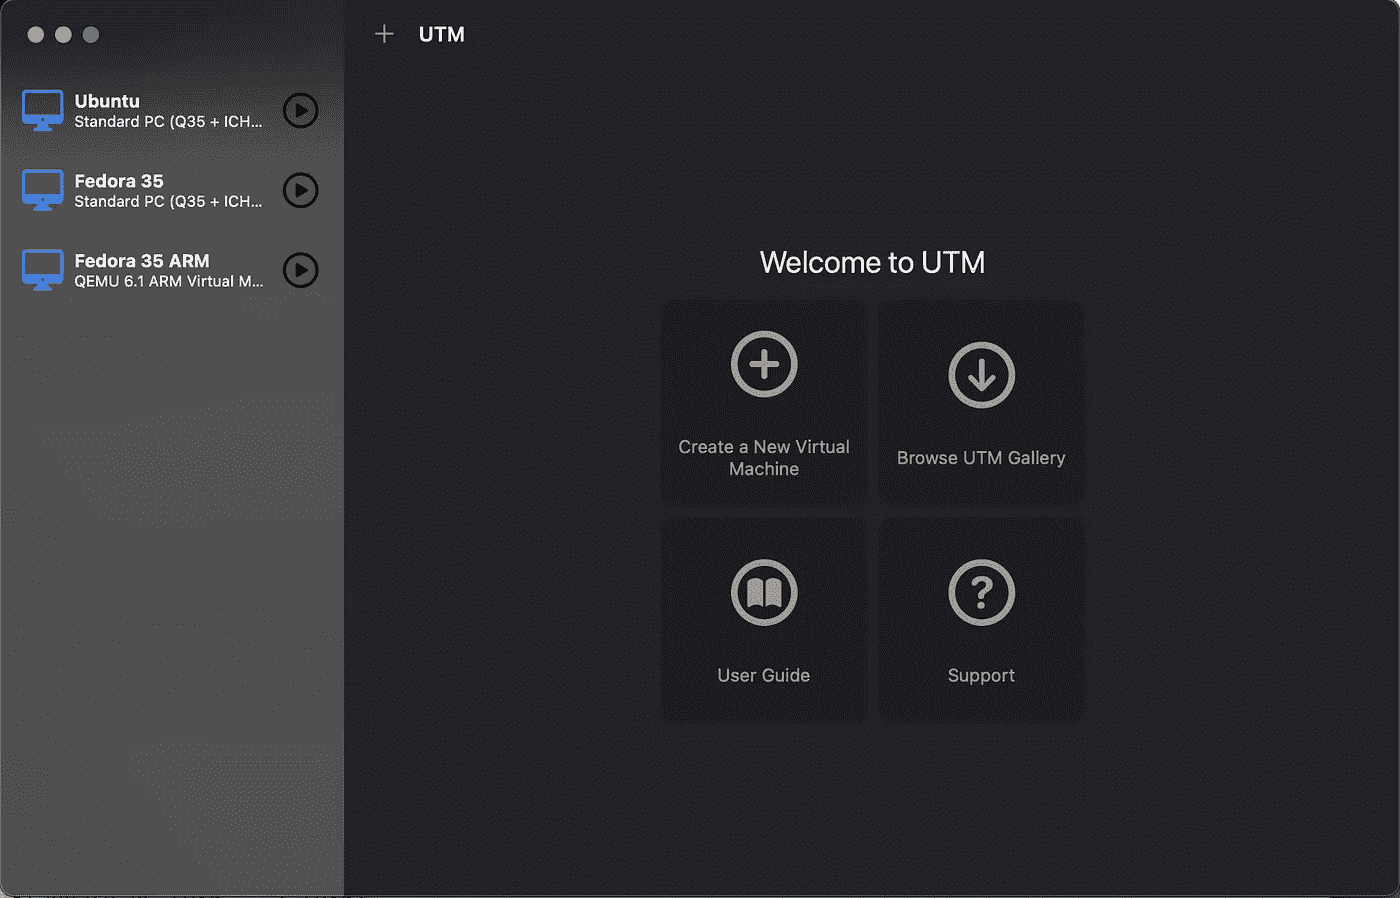 UTM
Ubuntu
Standard PC (Q35 + ICH...
Fedora 35
Standard PC (Q35 + ICH...
Fedora 35 ARM
QEMU 6.1 ARM Virtual M...
Welcome to UTM
Create a New Virtual
Machine
Browse UTM Gallery
User Guide
Support